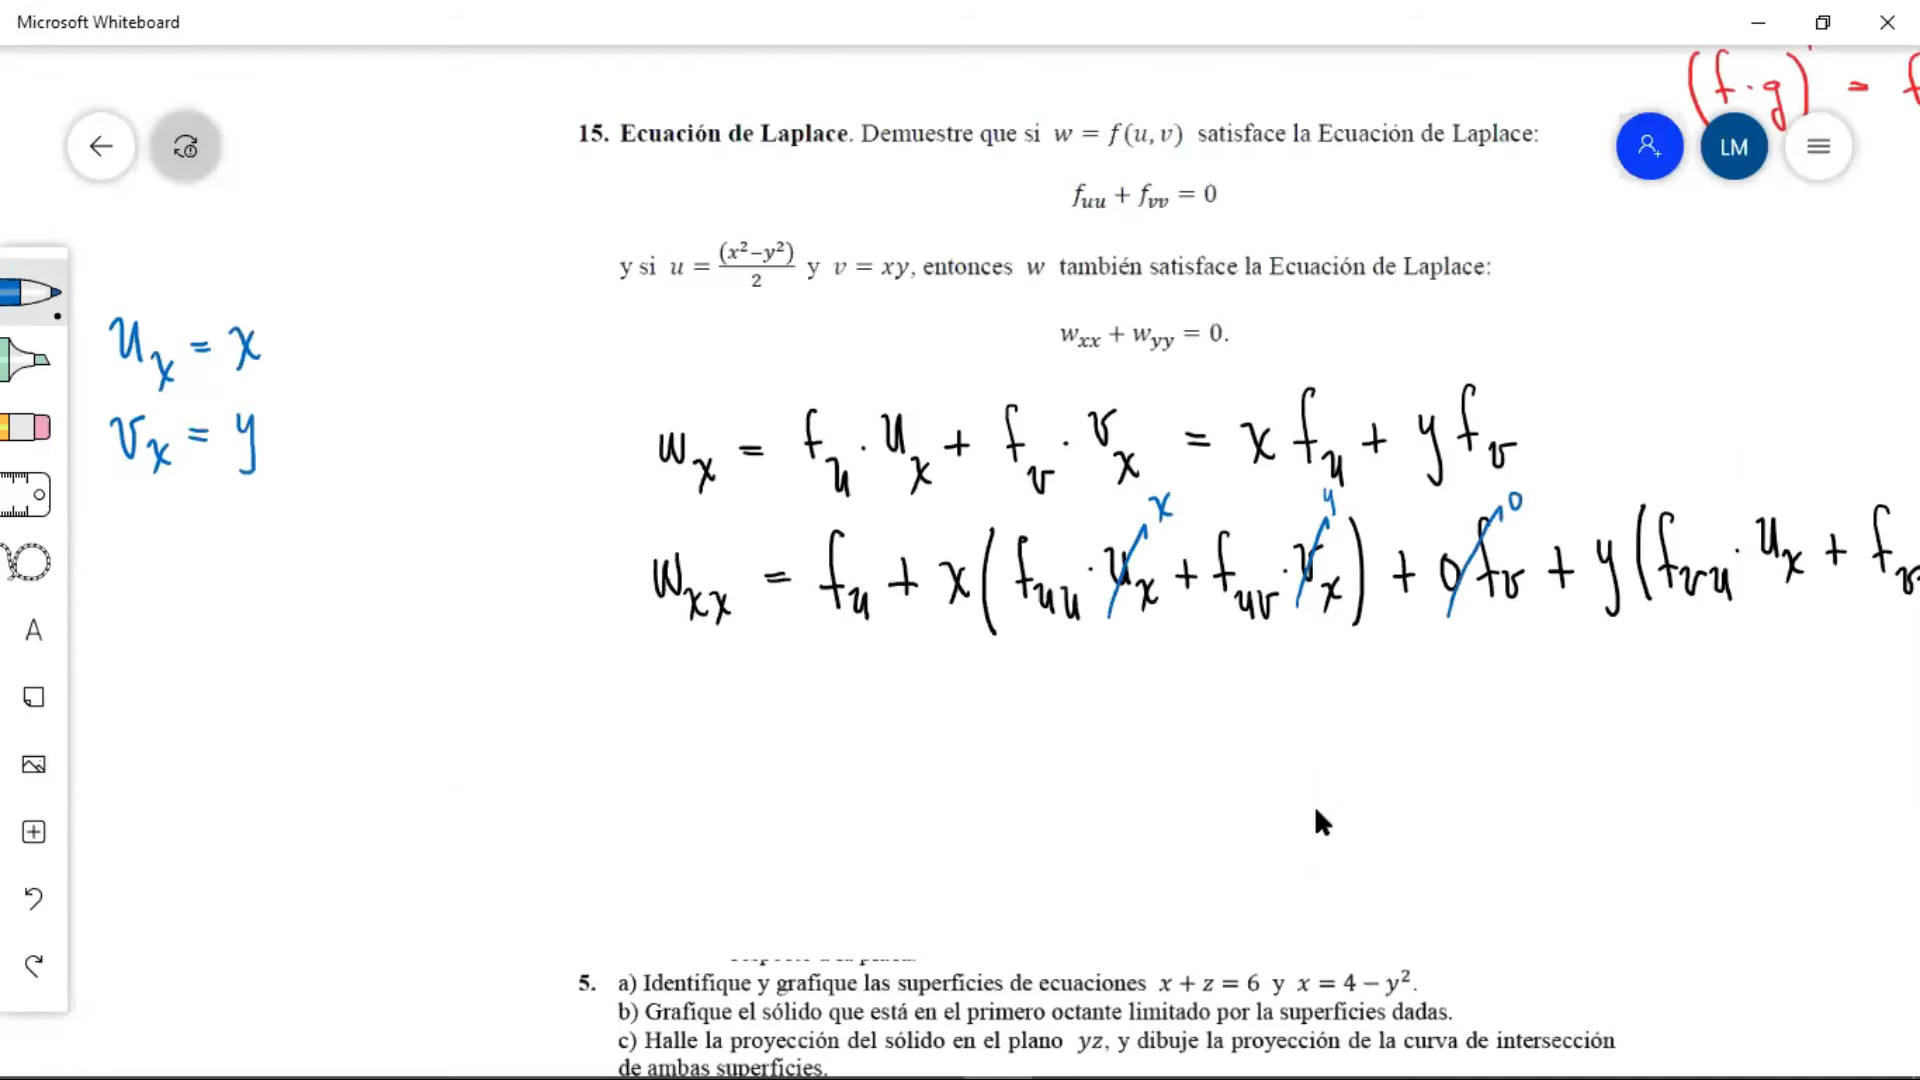 Microsoft Whiteboard
(f·g)' = f
15. Ecuación de Laplace. Demuestre que si w = f(u, v) satisface la Ecuación de Laplace:
LM
fᵤᵤ + fᵥᵥ = 0
y si u = (x²−y²)/2 y v = xy, entonces w también satisface la Ecuación de Laplace:
w_xx + w_yy = 0.
u_x = x
v_x = y
w_x = f_u · u_x + f_v · v_x = x f_u + y f_v
x y 0
w_xx = f_u + x(f_uu · u_x + f_uv · v_x) + 0 f_v + y(f_vu · u_x + f_v
A
5. a) Identifique y grafique las superficies de ecuaciones x + z = 6 y x = 4 − y².
b) Grafique el sólido que está en el primero octante limitado por la superficies dadas.
c) Halle la proyección del sólido en el plano yz, y dibuje la proyección de la curva de intersección
de ambas superficies.